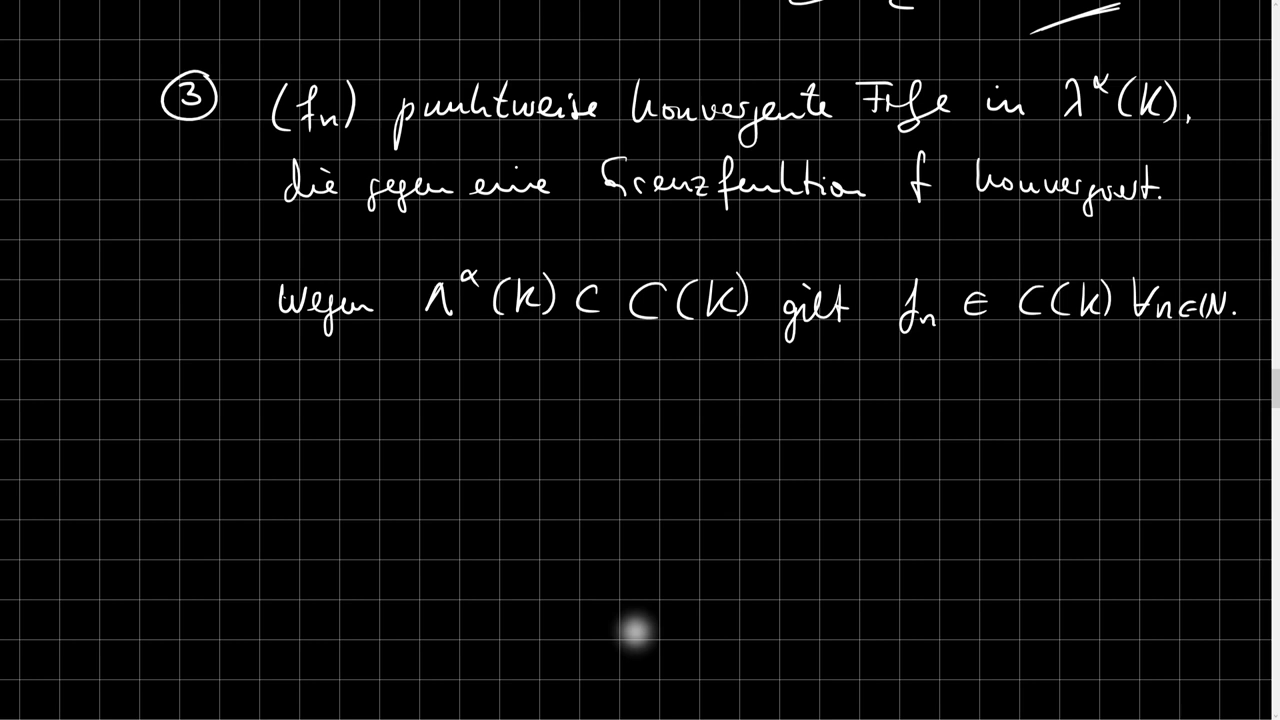 ③ (fₙ) punktweise konvergente Folge in λ^α(K),
die gegen eine Grenzfunktion f konvergiert.
Wegen Λ^α(K) ⊂ C(K) gilt fₙ ∈ C(K) ∀n∈ℕ.